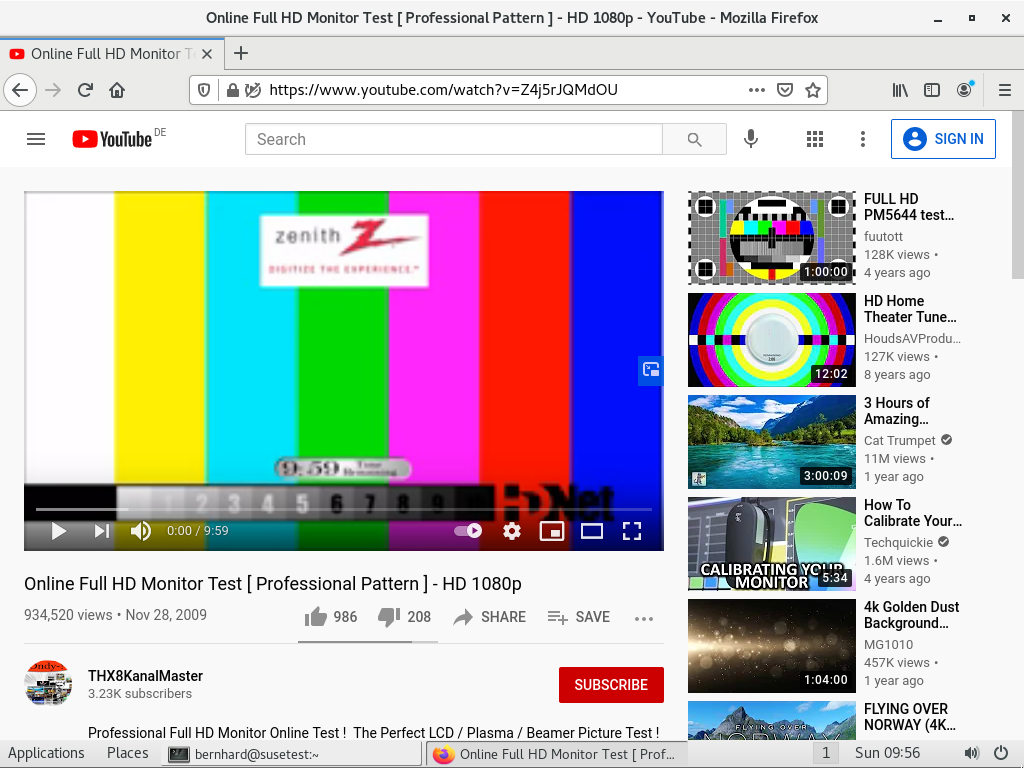 Online Full HD Monitor Test [ Professional Pattern ] - HD 1080p - YouTube - Mozilla Firefox
Online Full HD Monitor T
https://www.youtube.com/watch?v=Z4j5rJQMdOU
YouTube DE
Search
SIGN IN
zenith
DIGITIZE THE EXPERIENCE.™
9:59 Time Remaining
1 2 3 4 5 6 7 8 9
HDNet
0:00 / 9:59
Online Full HD Monitor Test [ Professional Pattern ] - HD 1080p
934,520 views • Nov 28, 2009
986
208
SHARE
SAVE
THX8KanalMaster
3.23K subscribers
SUBSCRIBE
Professional Full HD Monitor Online Test ! The Perfect LCD / Plasma / Beamer Picture Test !
1:00:00
FULL HD
PM5644 test…
fuutott
128K views •
4 years ago
12:02
HD Home
Theater Tune…
HoudsAVProdu…
127K views •
8 years ago
3:00:09
3 Hours of
Amazing…
Cat Trumpet
11M views •
1 year ago
CALIBRATING YOUR
MONITOR
5:34
How To
Calibrate Your…
Techquickie
1.6M views •
4 years ago
1:04:00
4k Golden Dust
Background…
MG1010
457K views •
1 year ago
FLYING OVER
NORWAY
FLYING OVER
NORWAY (4K…
Applications
Places
bernhard@susetest:~
Online Full HD Monitor Test [ Prof…
1
Sun 09:56